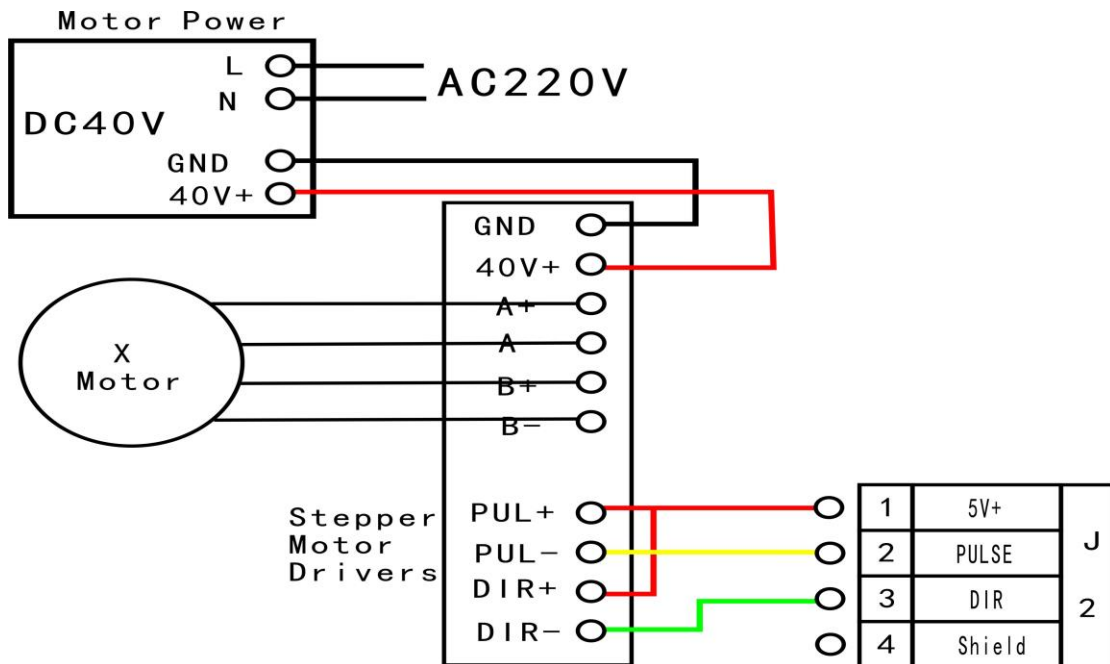 Motor Power
L
AC220V
N
DC40V
GND
40V+
GND
40V+
A+
A
B+
B-
X
Motor
Stepper
Motor
Drivers
PUL+
PUL-
DIR+
DIR-
1 5V+
2 PULSE
3 DIR
4 Shield
J
2